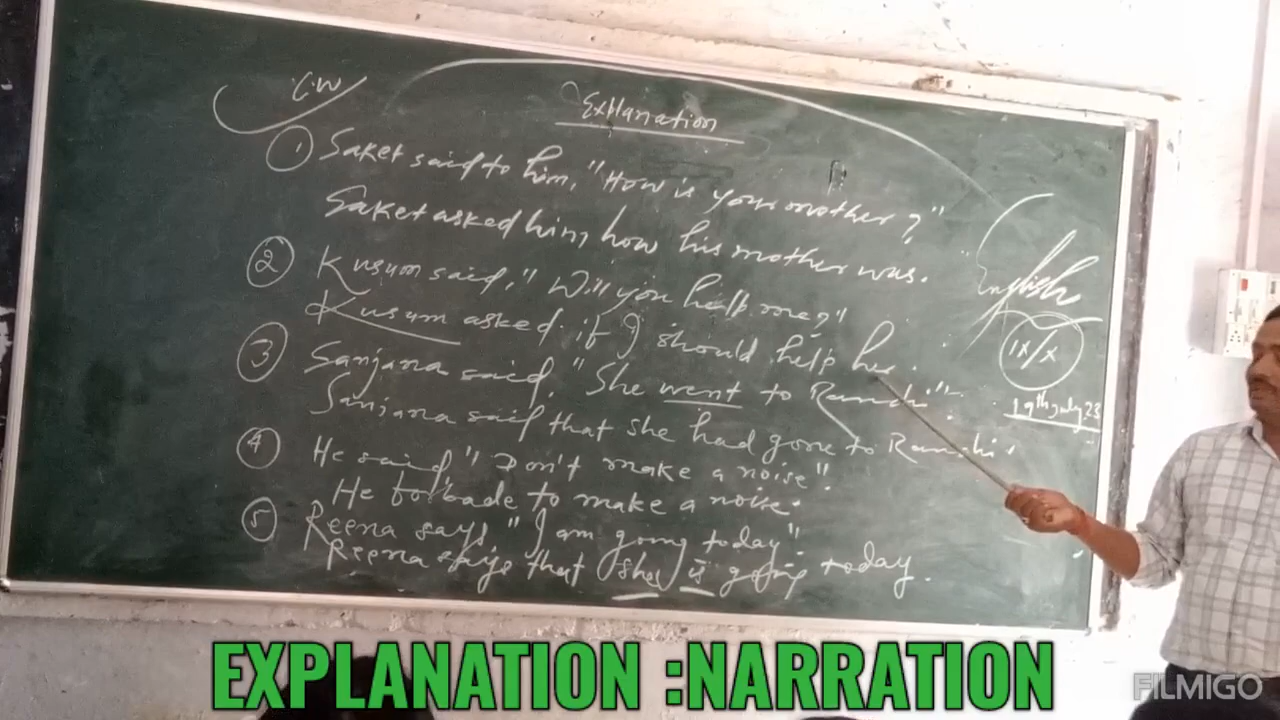 C.W
Explanation
1 Saket said to him, "How is your mother?"
Saket asked him how his mother was.
2 Kusum said, "Will you help me?"
Kusum asked if I should help her.
3 Sanjana said, "She went to Ranchi".
Sanjana said that she had gone to Ranchi.
4 He said "Don't make a noise".
He forbade to make a noise.
5 Reena says, "I am going today".
Reena says that she is going today.
English
IX/X
19th July 23
EXPLANATION :NARRATION
FILMIGO